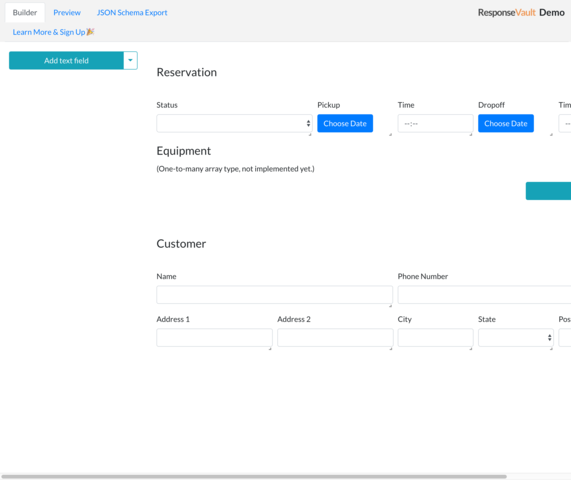 Builder Preview JSON Schema Export ResponseVault Demo
Learn More & Sign Up🎉
Add text field
Reservation
Status Pickup Time Dropoff Tim
Choose Date --:-- Choose Date --
Equipment
(One-to-many array type, not implemented yet.)
Customer
Name Phone Number
Address 1 Address 2 City State Pos